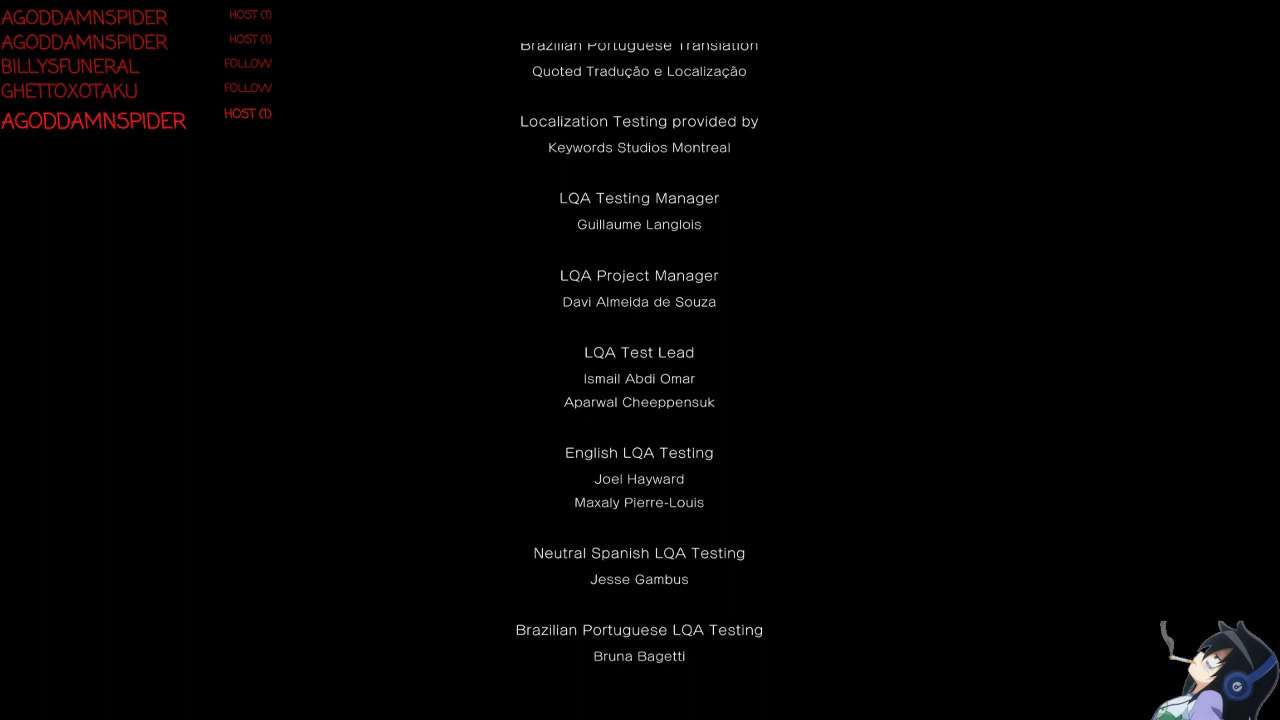 AGODDAMNSPIDER HOST (1)
AGODDAMNSPIDER HOST (1)
BILLYSFUNERAL FOLLOW
GHETTOXOTAKU FOLLOW
AGODDAMNSPIDER HOST (1)
Brazilian Portuguese Translation
Quoted Tradução e Localização
Localization Testing provided by
Keywords Studios Montreal
LQA Testing Manager
Guillaume Langlois
LQA Project Manager
Davi Almeida de Souza
LQA Test Lead
Ismail Abdi Omar
Aparwal Cheeppensuk
English LQA Testing
Joel Hayward
Maxaly Pierre-Louis
Neutral Spanish LQA Testing
Jesse Gambus
Brazilian Portuguese LQA Testing
Bruna Bagetti